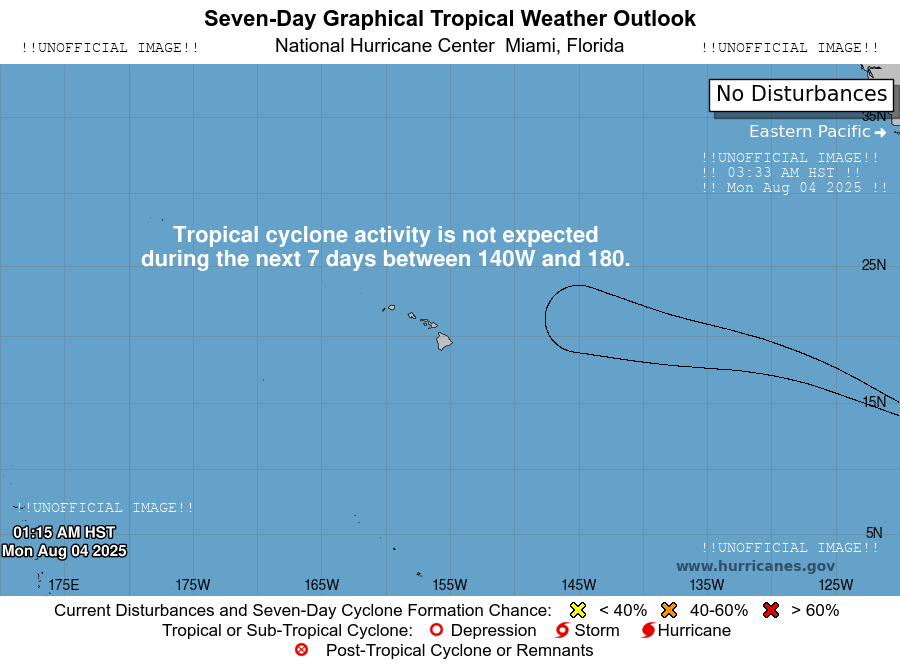 Seven-Day Graphical Tropical Weather Outlook
!!UNOFFICIAL IMAGE!!
National Hurricane Center  Miami, Florida
!!UNOFFICIAL IMAGE!!
No Disturbances
35N
Eastern Pacific
!!UNOFFICIAL IMAGE!!
!! 03:33 AM HST !!
!! Mon Aug 04 2025 !!
Tropical cyclone activity is not expected
during the next 7 days between 140W and 180.
25N
15N
!!UNOFFICIAL IMAGE!!
01:15 AM HST
Mon Aug 04 2025
5N
!!UNOFFICIAL IMAGE!!
www.hurricanes.gov
175E 175W 165W 155W 145W 135W 125W
Current Disturbances and Seven-Day Cyclone Formation Chance: < 40% 40-60% > 60%
Tropical or Sub-Tropical Cyclone: Depression Storm Hurricane
Post-Tropical Cyclone or Remnants